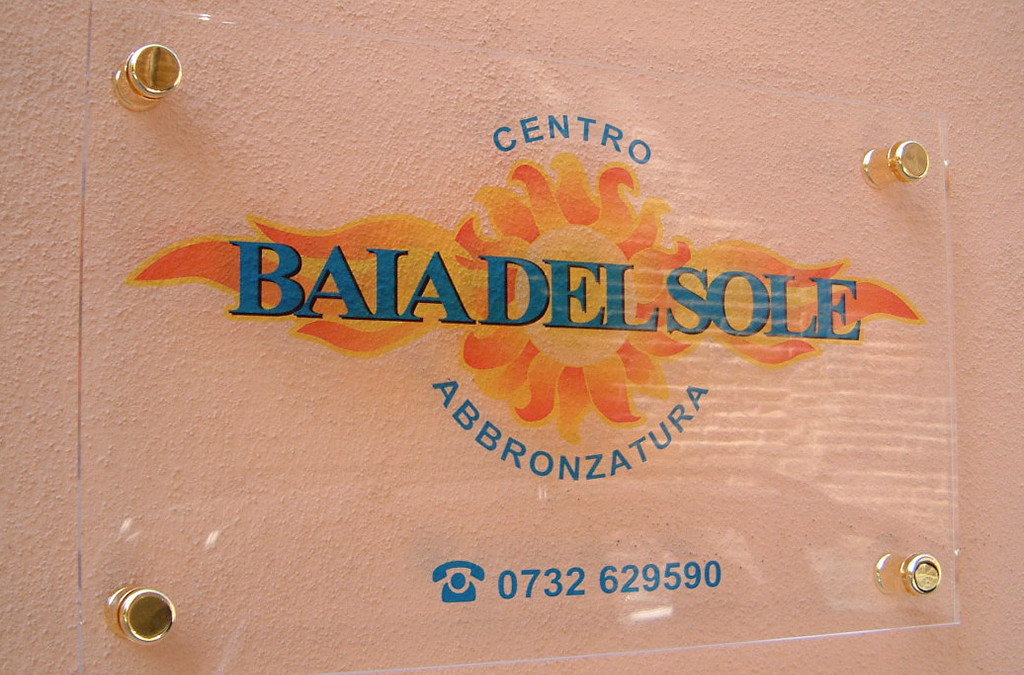 CENTRO
BAIA DEL SOLE
ABBRONZATURA
0732 629590